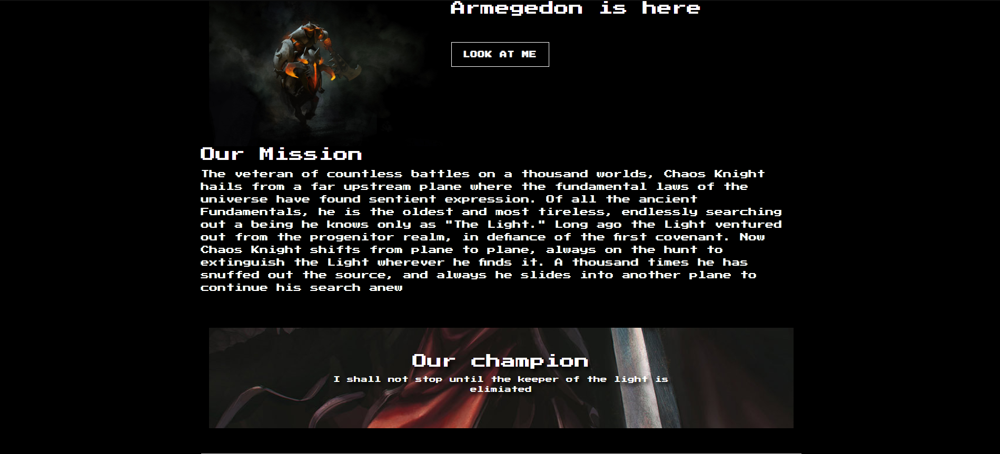 Armegedon is here
LOOK AT ME
Our Mission
The veteran of countless battles on a thousand worlds, Chaos Knight
hails from a far upstream plane where the fundamental laws of the
universe have found sentient expression. Of all the ancient
Fundamentals, he is the oldest and most tireless, endlessly searching
out a being he knows only as "The Light." Long ago the Light ventured
out from the progenitor realm, in defiance of the first covenant. Now
Chaos Knight shifts from plane to plane, always on the hunt to
extinguish the Light wherever he finds it. A thousand times he has
snuffed out the source, and always he slides into another plane to
continue his search anew
Our champion
I shall not stop until the keeper of the light is
elimiated